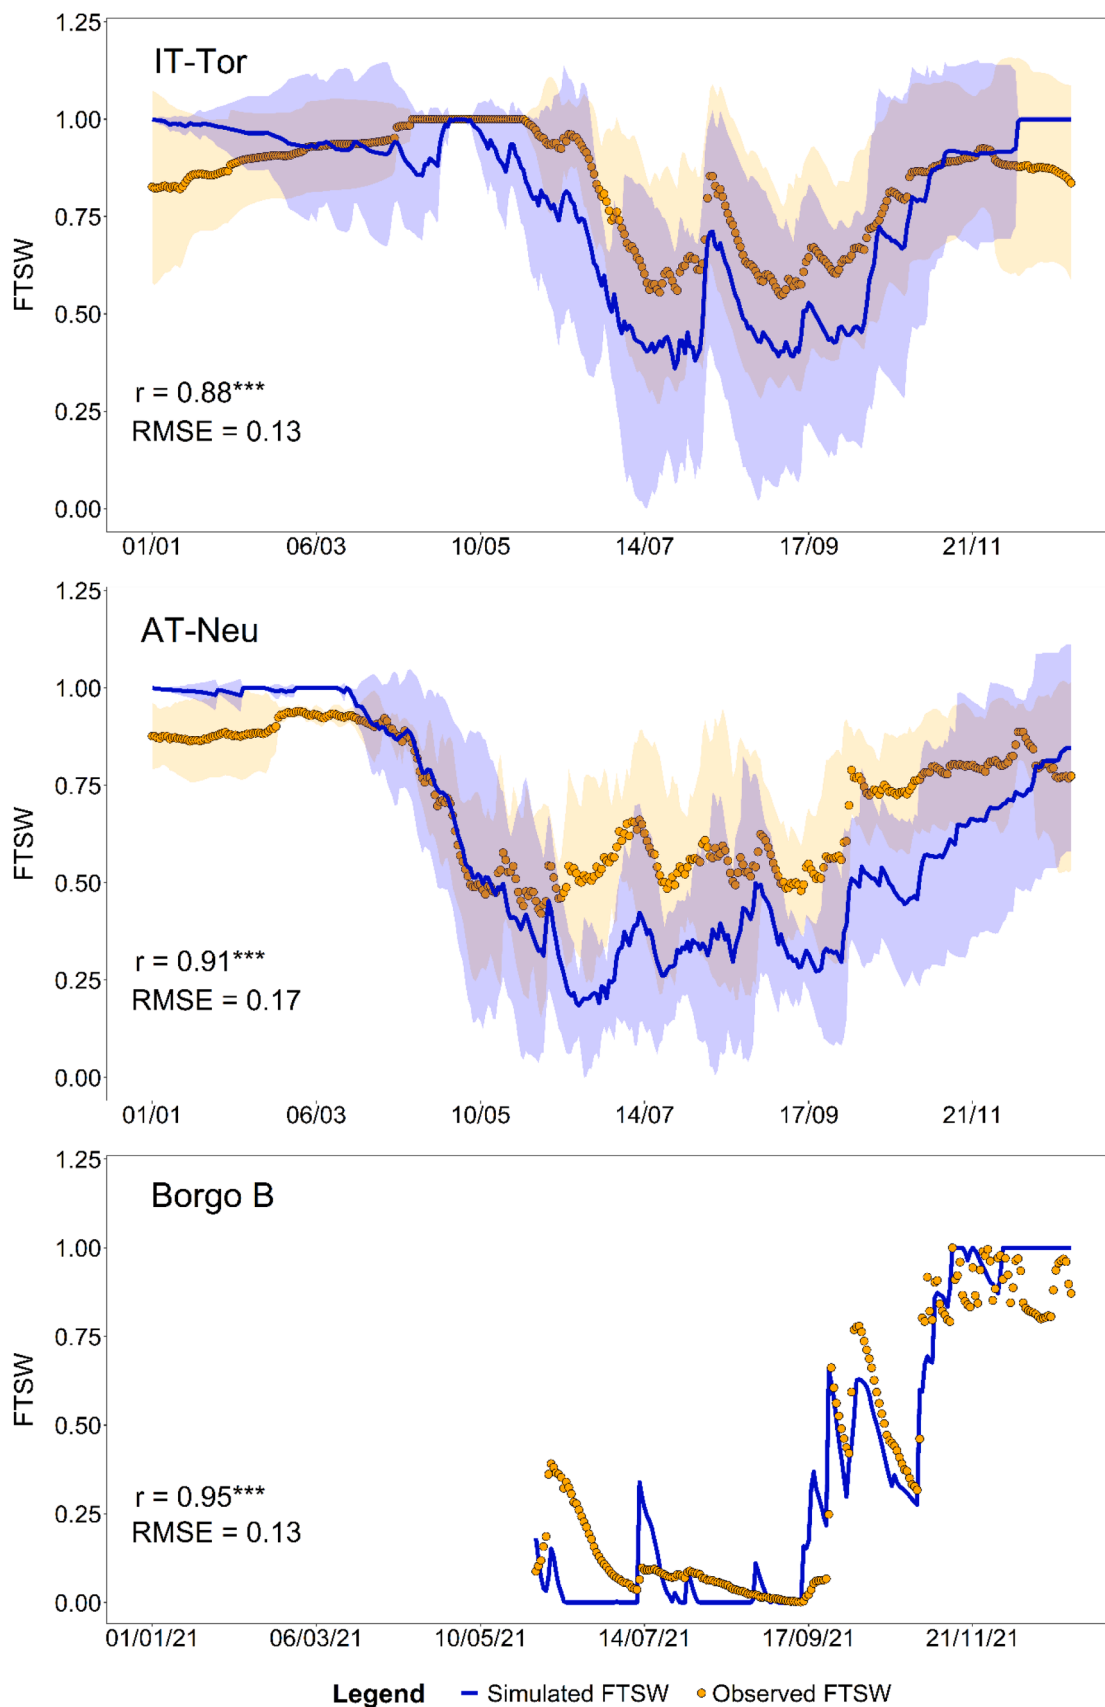 1.25
IT-Tor
1.00
0.75
FTSW
0.50
r = 0.88***
0.25
RMSE = 0.13
0.00
01/01 06/03 10/05 14/07 17/09 21/11
1.25
AT-Neu
1.00
0.75
FTSW
0.50
r = 0.91***
0.25
RMSE = 0.17
0.00
01/01 06/03 10/05 14/07 17/09 21/11
1.25
Borgo B
1.00
0.75
FTSW
0.50
r = 0.95***
0.25
RMSE = 0.13
0.00
01/01/21 06/03/21 10/05/21 14/07/21 17/09/21 21/11/21
Legend Simulated FTSW Observed FTSW